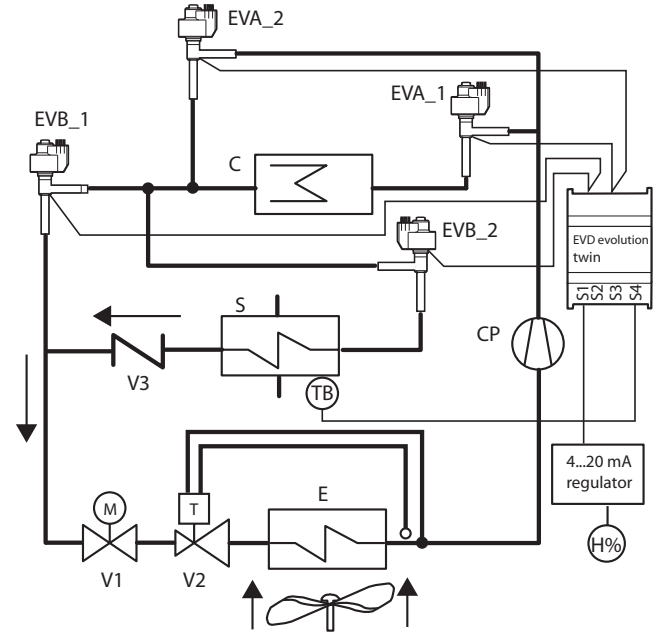 EVA_2
EVA_1
EVB_1
C
EVB_2
EVD evolution
twin
S1
S2
S3
S4
S
CP
V3
TB
4...20 mA
regulator
E
M
T
H%
V1
V2